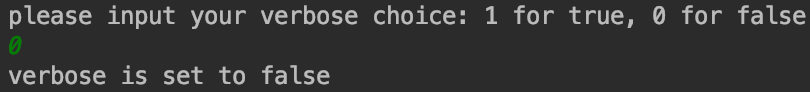 please input your verbose choice: 1 for true, 0 for false
0
verbose is set to false